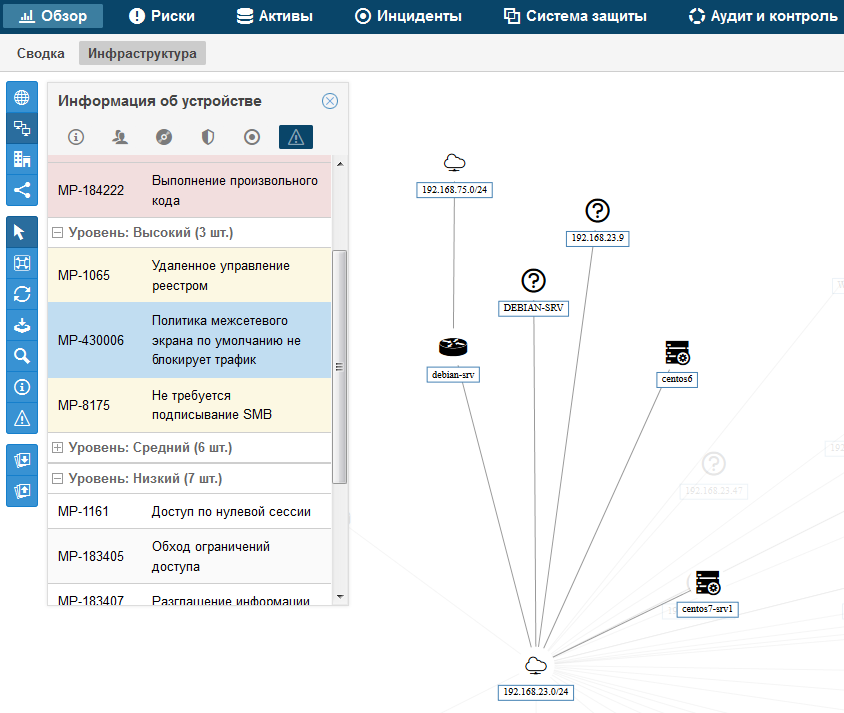 Обзор Риски Активы Инциденты Система защиты Аудит и контроль
Сводка Инфраструктура
Информация об устройстве
MP-184222 Выполнение произвольного
кода
Уровень: Высокий (3 шт.)
MP-1065 Удаленное управление
реестром
MP-430006 Политика межсетевого
экрана по умолчанию не
блокирует трафик
MP-8175 Не требуется
подписывание SMB
Уровень: Средний (6 шт.)
Уровень: Низкий (7 шт.)
MP-1161 Доступ по нулевой сессии
MP-183405 Обход ограничений
доступа
MP-183407 Разглашение информации
192.168.75.0/24
192.168.23.9
DEBIAN-SRV
debian-srv
centos6
192.168.23.47
centos7-srv1
192.168.23.0/24